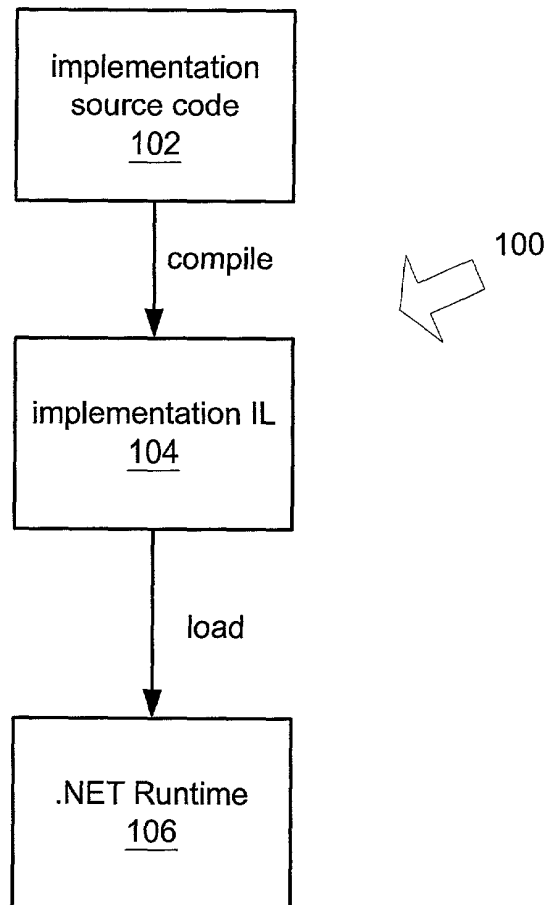 implementation
source code
102
compile
100
implementation IL
104
load
.NET Runtime
106